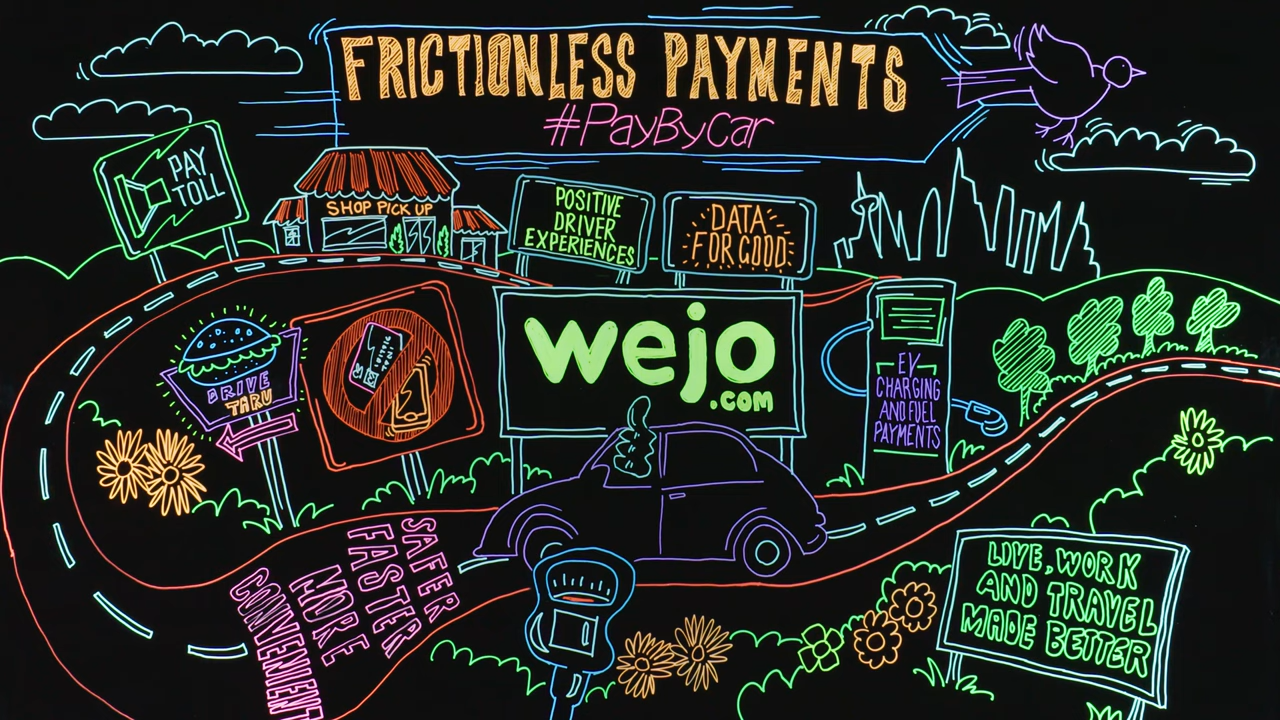 FRICTIONLESS PAYMENTS
#PayByCar
PAY
TOLL
SHOP PICK UP
POSITIVE
DRIVER
EXPERIENCES
DATA
FOR GOOD
wejo
.com
DRIVE
THRU
EV
CHARGING
AND FUEL
PAYMENTS
SAFER
FASTER
MORE
CONVENIENT
LIVE, WORK
AND TRAVEL
MADE BETTER